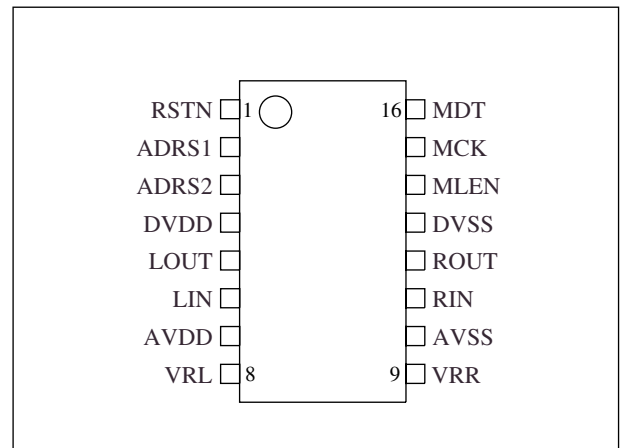 RSTN 1 16 MDT
ADRS1 MCK
ADRS2 MLEN
DVDD DVSS
LOUT ROUT
LIN RIN
AVDD AVSS
VRL 8 9 VRR